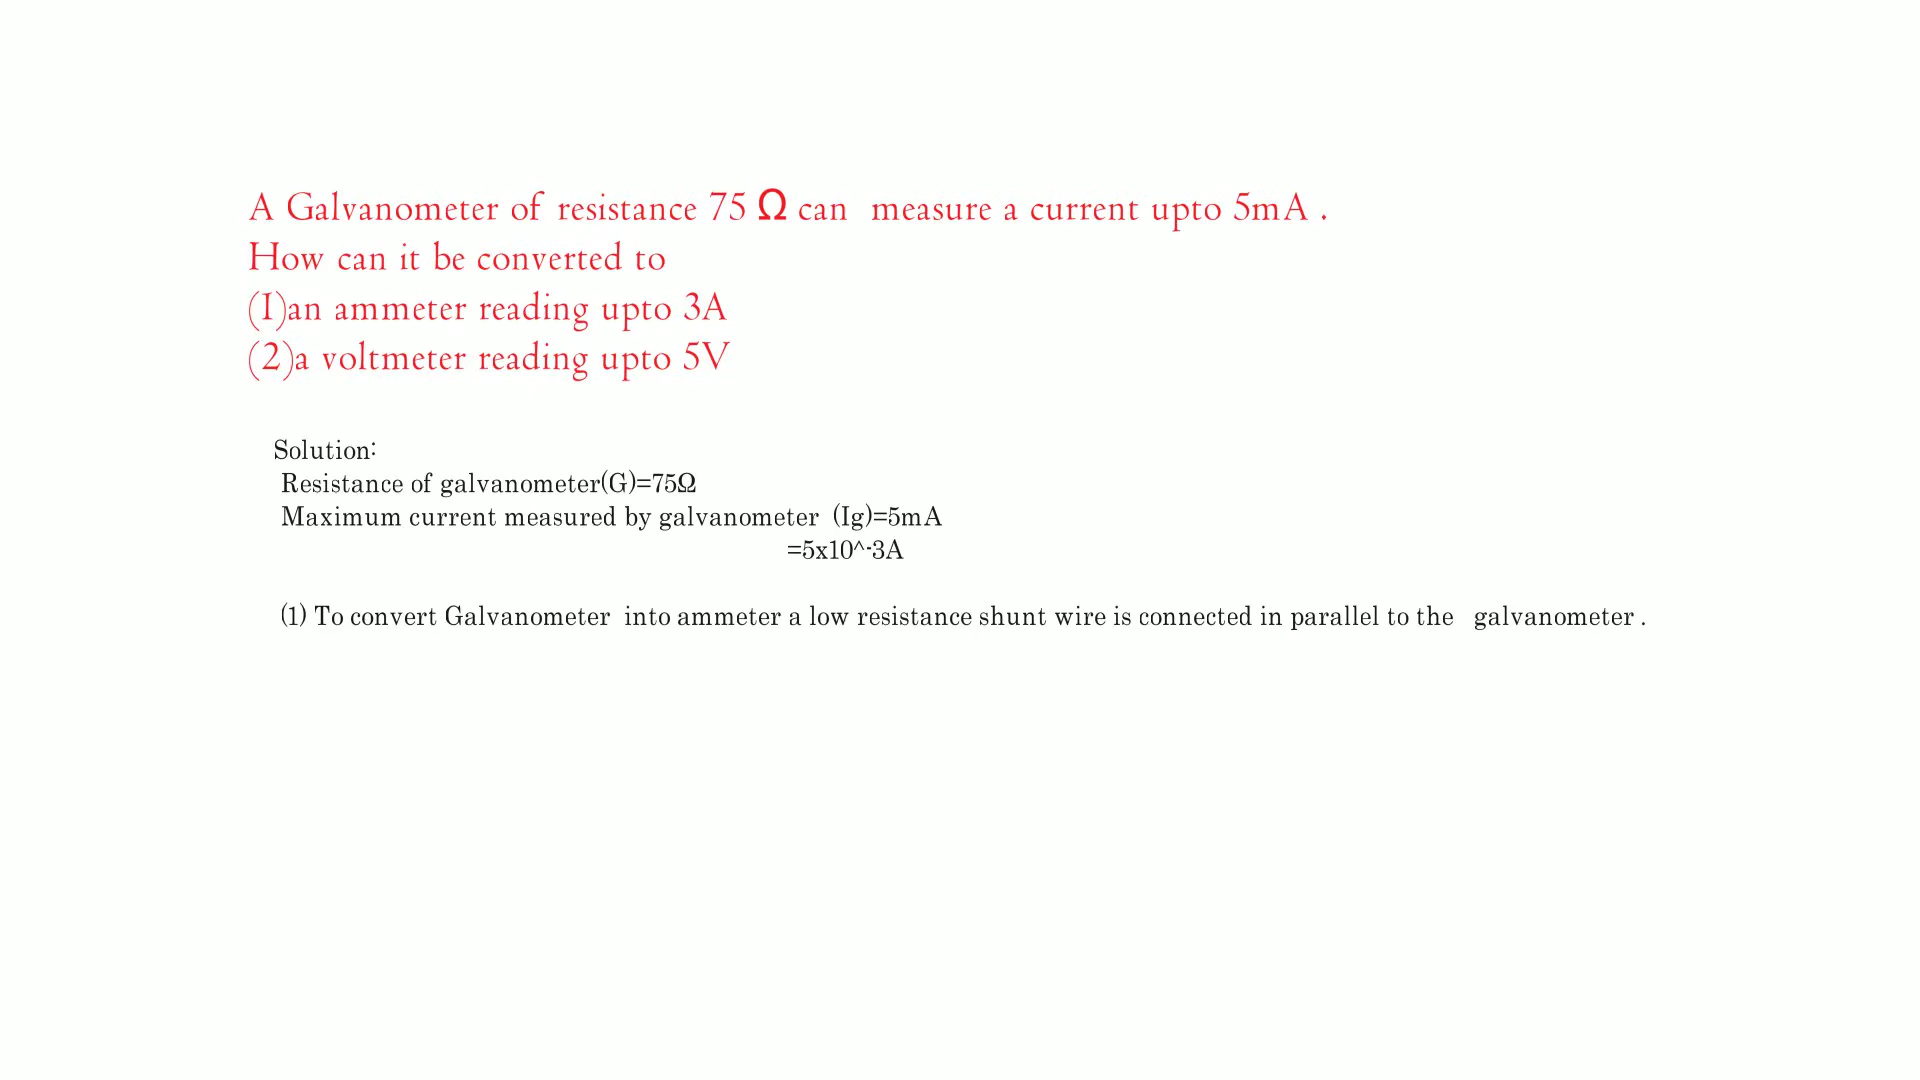 A Galvanometer of resistance 75 Ω can measure a current upto 5mA .
How can it be converted to
(1)an ammeter reading upto 3A
(2)a voltmeter reading upto 5V
Solution:
Resistance of galvanometer(G)=75Ω
Maximum current measured by galvanometer (Ig)=5mA
=5x10^-3A
(1) To convert Galvanometer into ammeter a low resistance shunt wire is connected in parallel to the galvanometer .